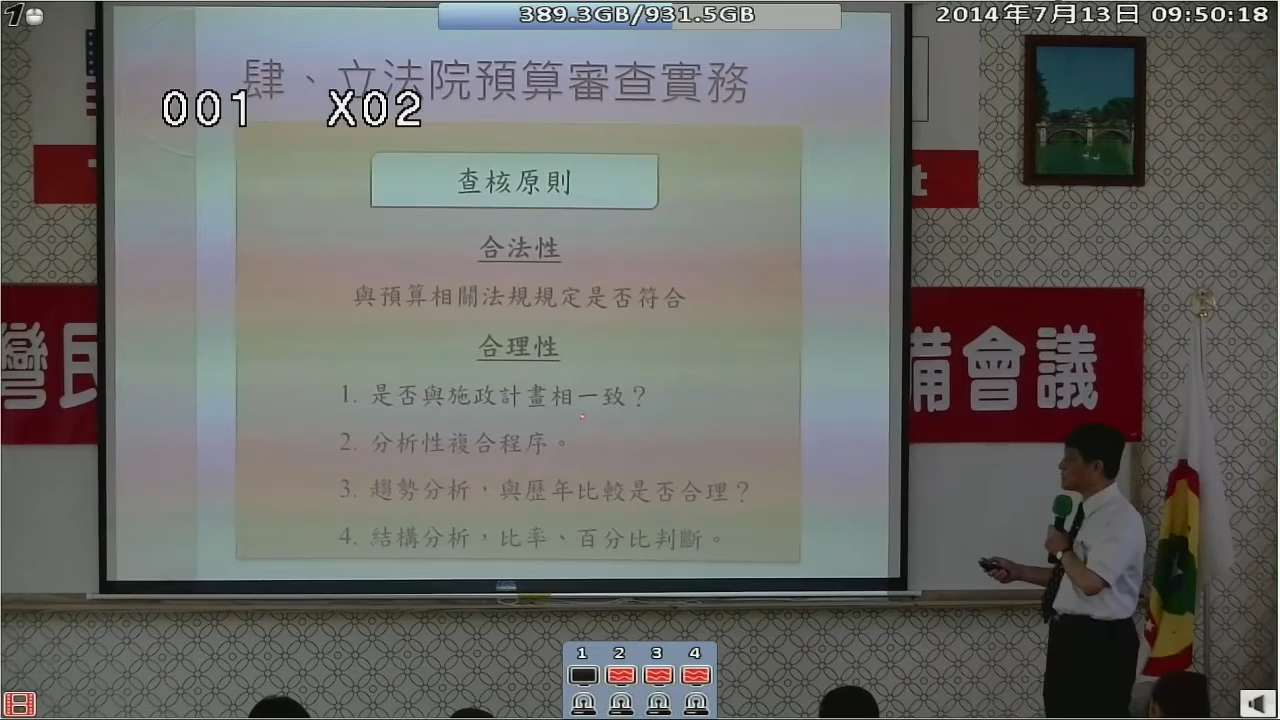 1
389.3GB/931.5GB
2014年7月13日 09:50:18
肆、立法院預算審查實務
001 X02
查核原則
合法性
與預算相關法規規定是否符合
合理性
1. 是否與施政計畫相一致？
2. 分析性複合程序。
3. 趨勢分析，與歷年比較是否合理？
4. 結構分析，比率、百分比判斷。
t
灣民
備會議
1 2 3 4